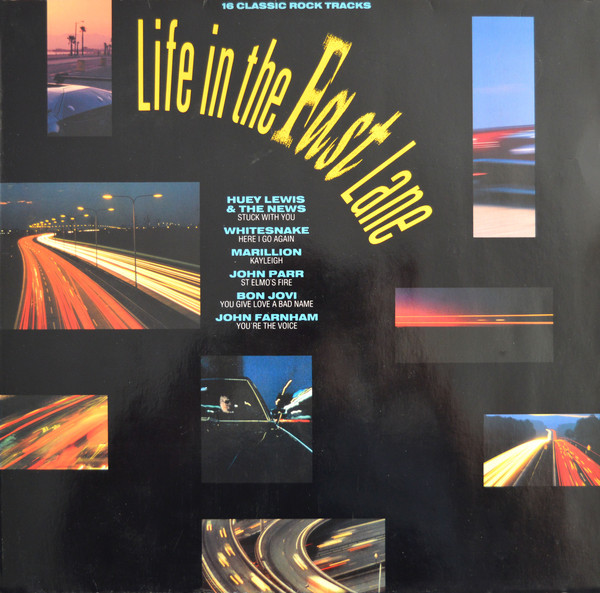 16 CLASSIC ROCK TRACKS
Life in the Fast Lane
HUEY LEWIS
& THE NEWS
STUCK WITH YOU
WHITESNAKE
HERE I GO AGAIN
MARILLION
KAYLEIGH
JOHN PARR
ST ELMO'S FIRE
BON JOVI
YOU GIVE LOVE A BAD NAME
JOHN FARNHAM
YOU'RE THE VOICE